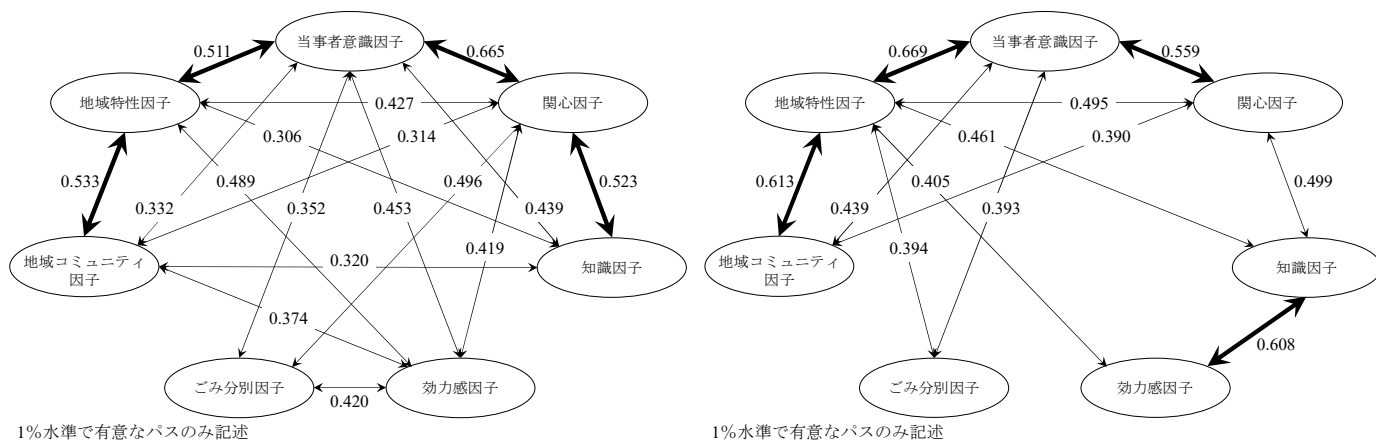 当事者意識因子
0.511
0.665
地域特性因子
関心因子
0.427
0.306
0.314
0.533
0.489
0.496
0.523
0.332
0.352
0.453
0.439
0.419
地域コミュニティ
因子
0.320
知識因子
0.374
ごみ分別因子
効力感因子
0.420
1%水準で有意なパスのみ記述
当事者意識因子
0.669
0.559
地域特性因子
関心因子
0.495
0.461
0.390
0.613
0.405
0.499
0.439
0.393
0.394
地域コミュニティ
因子
知識因子
0.608
ごみ分別因子
効力感因子
1%水準で有意なパスのみ記述